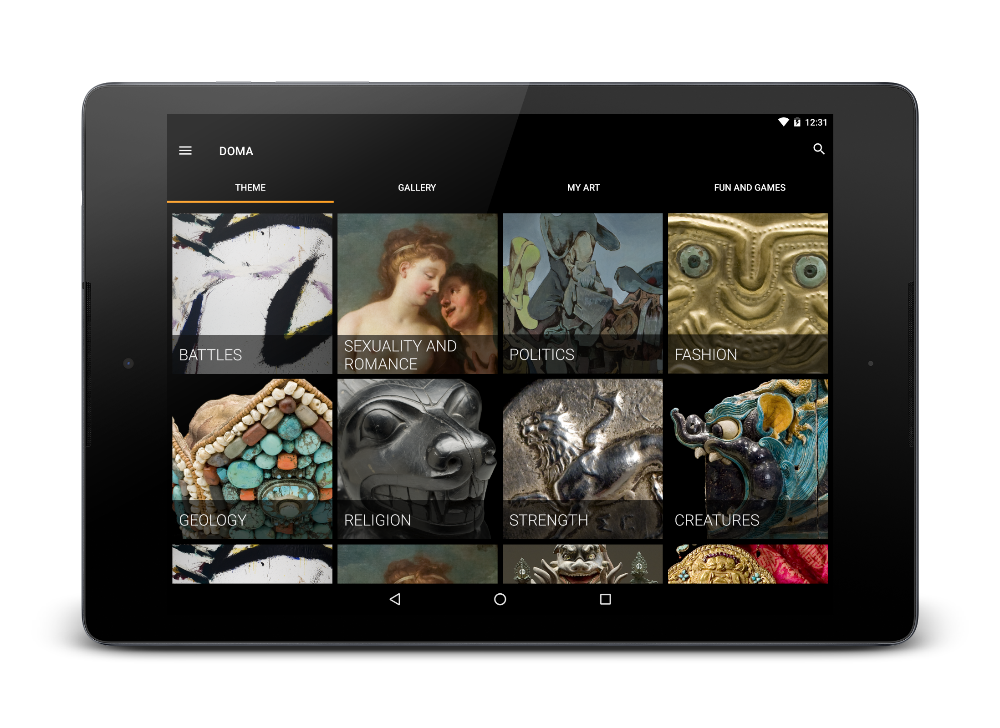 12:31
DOMA
THEME
GALLERY
MY ART
FUN AND GAMES
BATTLES
SEXUALITY AND
ROMANCE
POLITICS
FASHION
GEOLOGY
RELIGION
STRENGTH
CREATURES